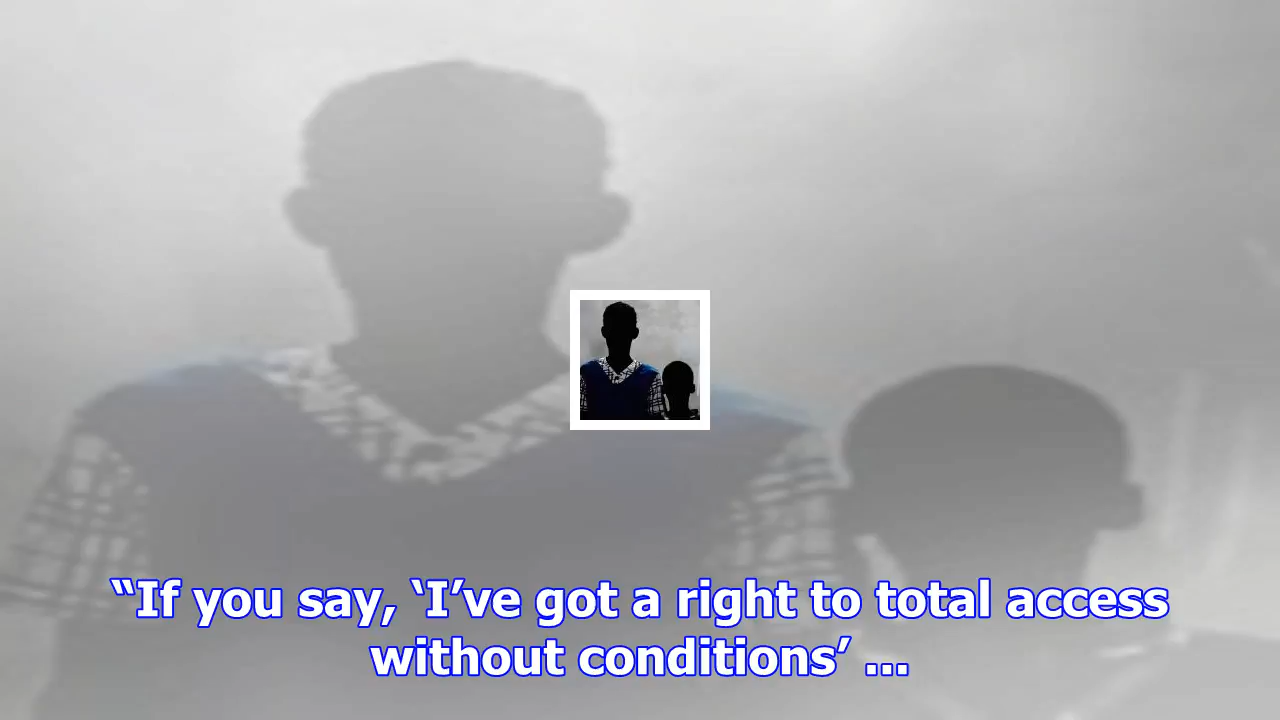 “If you say, ‘I’ve got a right to total access
without conditions’ ...